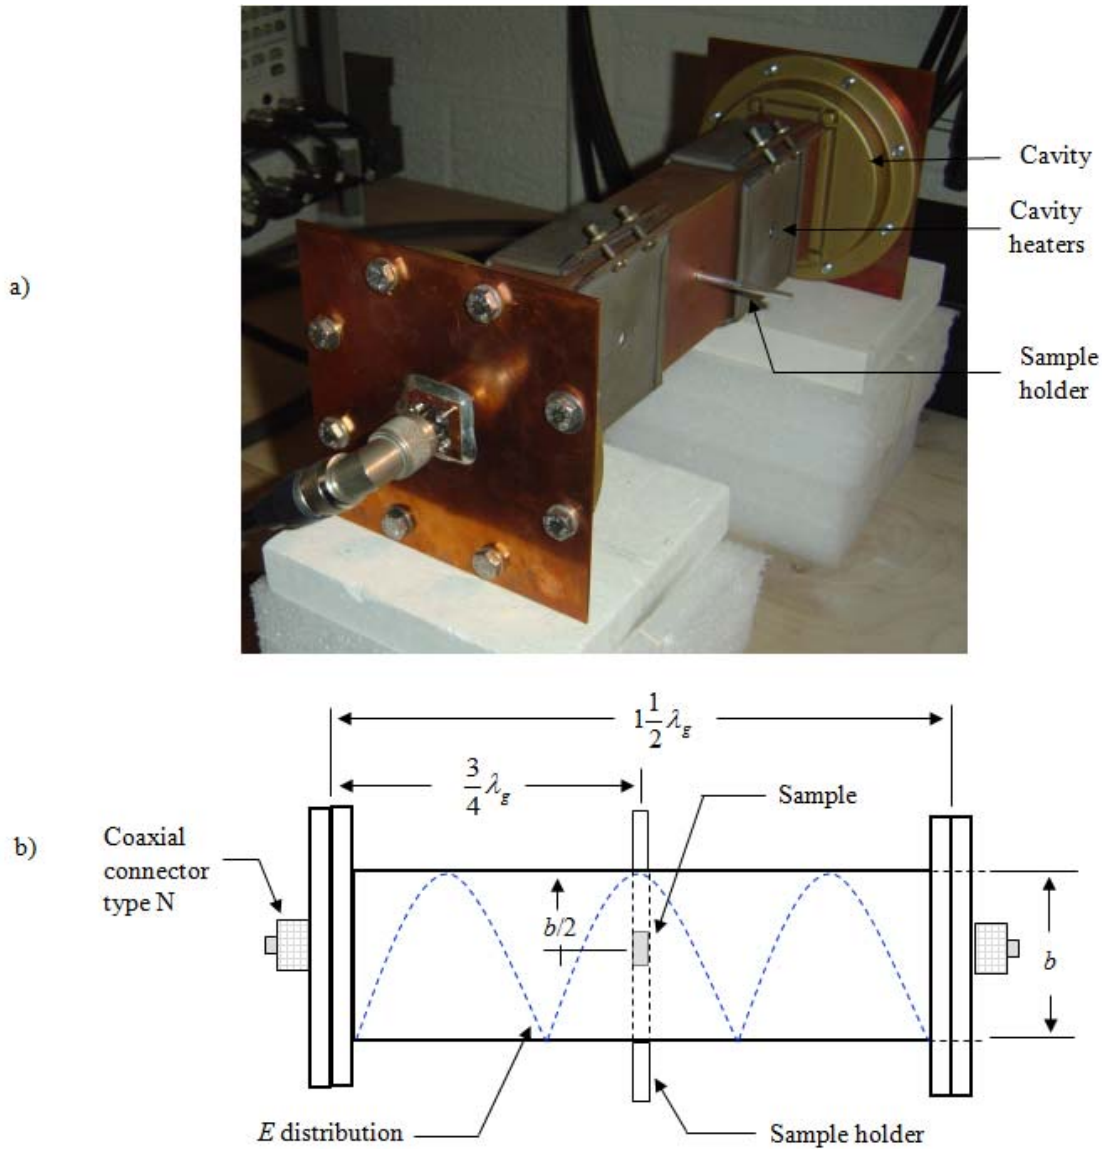 Cavity
Cavity
heaters
a)
Sample
holder
1 1/2 λg
3/4 λg
Sample
b)
Coaxial
connector
type N
b/2
b
E distribution
Sample holder